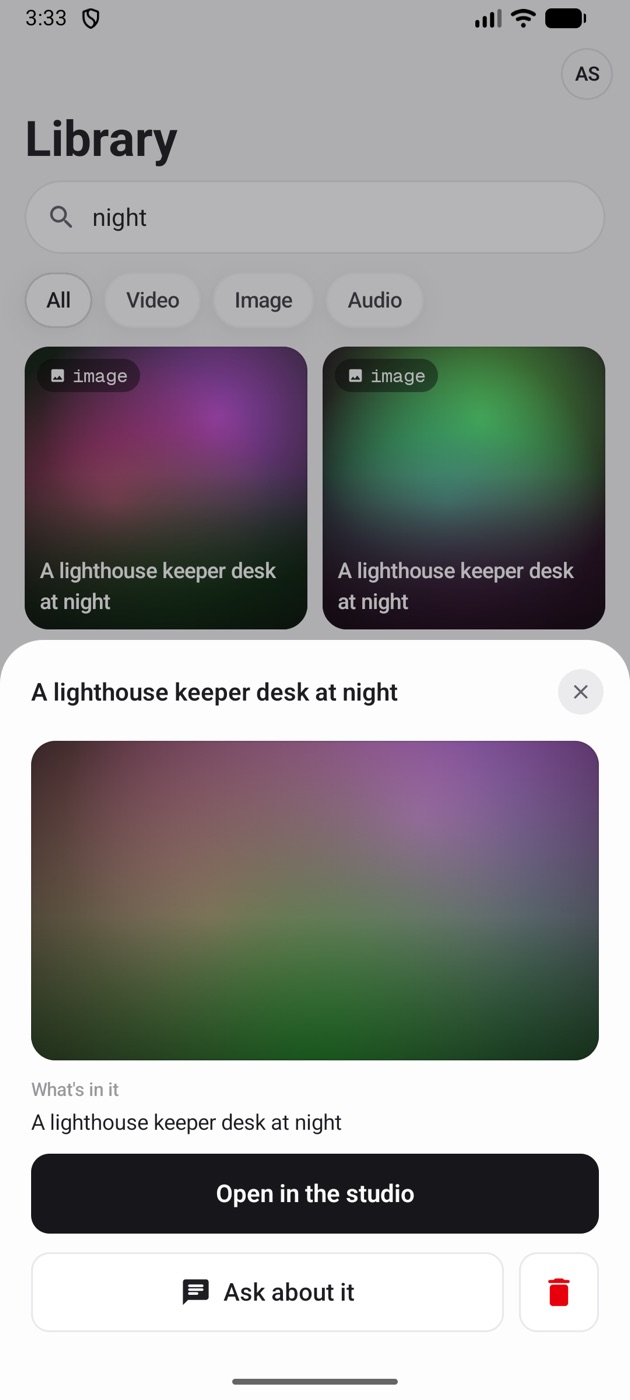 3:33
AS
Library
night
All Video Image Audio
image image
A lighthouse keeper desk
at night
A lighthouse keeper desk
at night
A lighthouse keeper desk at night
What's in it
A lighthouse keeper desk at night
Open in the studio
Ask about it